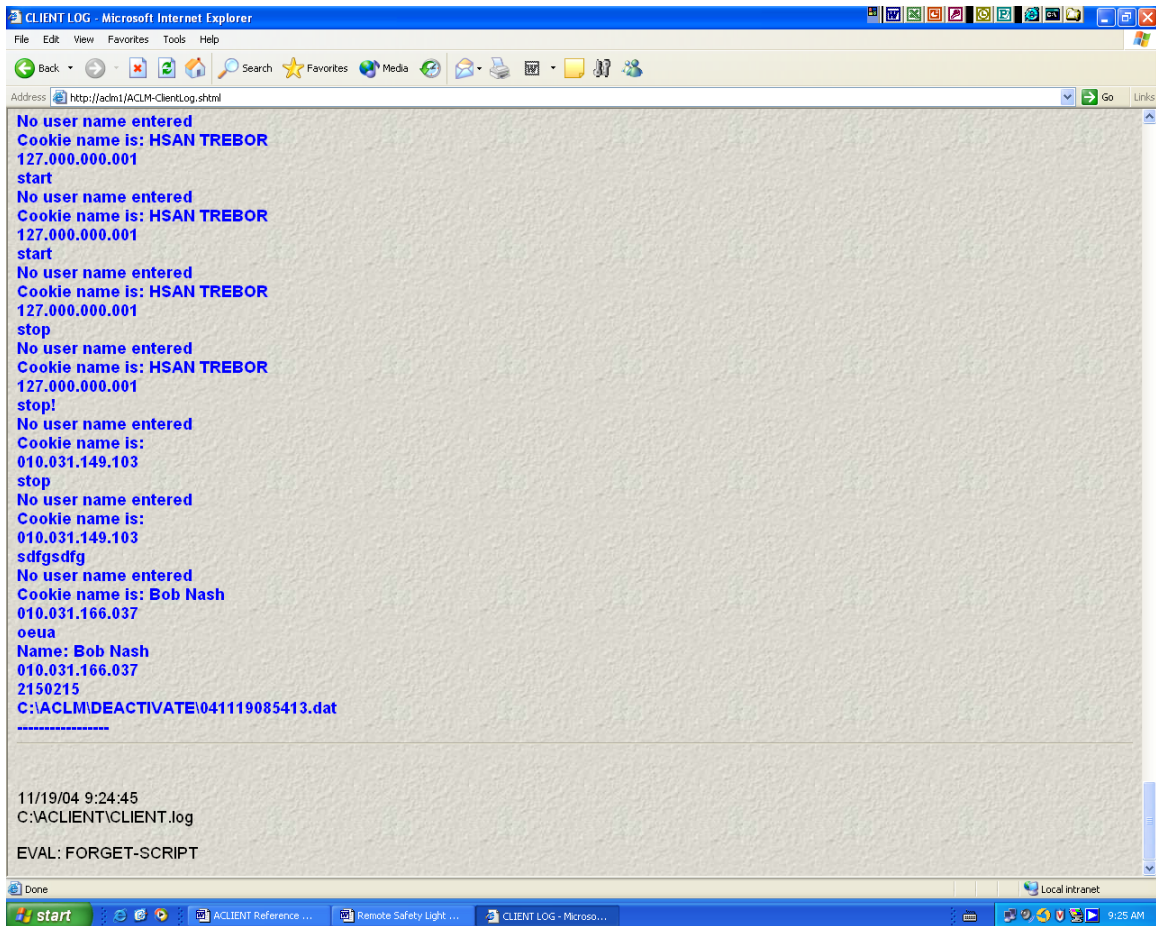 CLIENT LOG - Microsoft Internet Explorer
File Edit View Favorites Tools Help
Back Search Favorites Media
Address http://aclm1/ACLM-ClientLog.shtml Go Links
No user name entered
Cookie name is: HSAN TREBOR
127.000.000.001
start
No user name entered
Cookie name is: HSAN TREBOR
127.000.000.001
start
No user name entered
Cookie name is: HSAN TREBOR
127.000.000.001
stop
No user name entered
Cookie name is: HSAN TREBOR
127.000.000.001
stop!
No user name entered
Cookie name is:
010.031.149.103
stop
No user name entered
Cookie name is:
010.031.149.103
sdfgsdfg
No user name entered
Cookie name is: Bob Nash
010.031.166.037
oeua
Name: Bob Nash
010.031.166.037
2150215
C:\ACLM\DEACTIVATE\041119085413.dat
-----------------
11/19/04 9:24:45
C:\ACLIENT\CLIENT.log
EVAL: FORGET-SCRIPT
Done Local intranet
start ACLIENT Reference ... Remote Safety Light ... CLIENT LOG - Microso... 9:25 AM